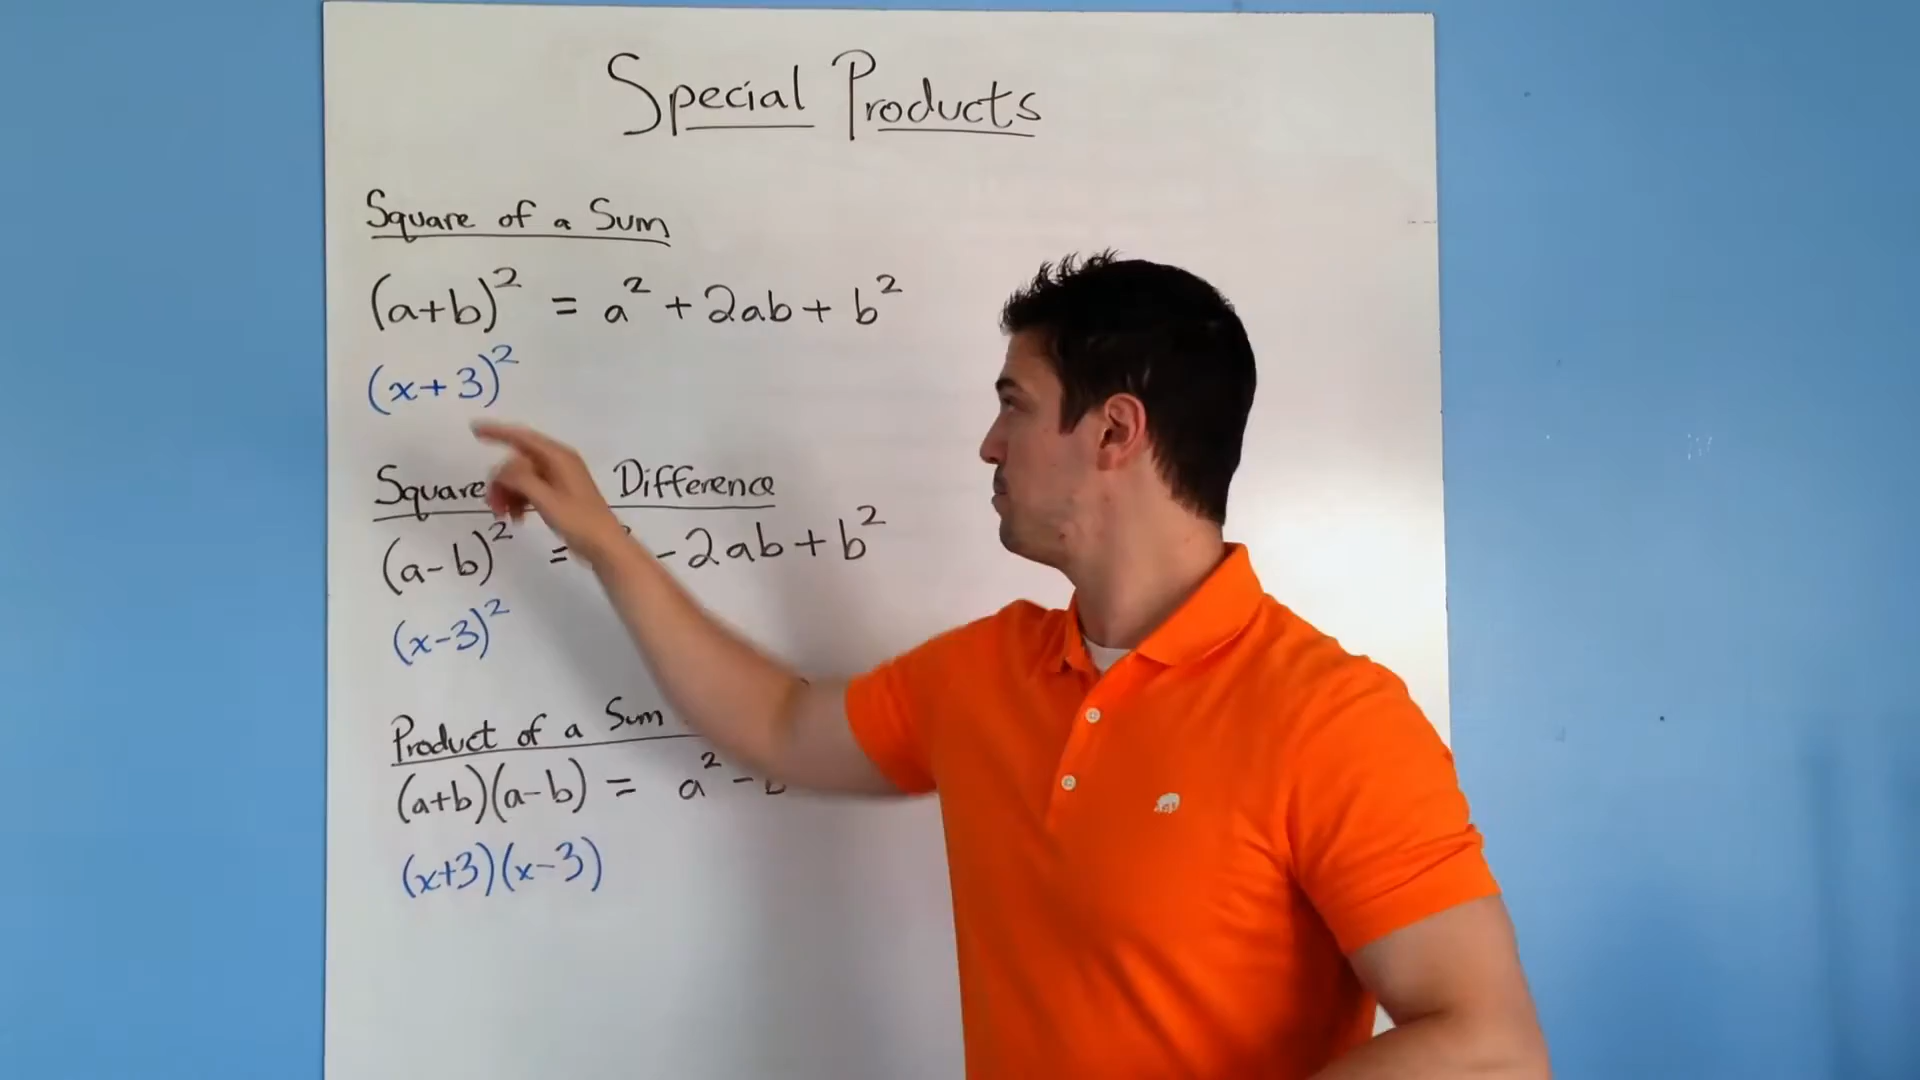 Special Products
Square of a Sum
(a+b)² = a² + 2ab + b²
(x+3)²
Square Difference
(a-b)² = - 2ab + b²
(x-3)²
Product of a Sum
(a+b)(a-b) = a² -
(x+3)(x-3)